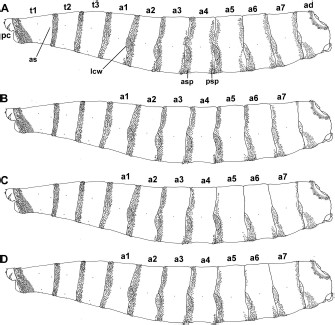 A t1 t2 t3 a1 a2 a3 a4 a5 a6 a7 ad
pc as lcw asp psp
B a1 a2 a3 a4 a5 a6 a7
C a1 a2 a3 a4 a5 a6 a7
D a1 a2 a3 a4 a5 a6 a7